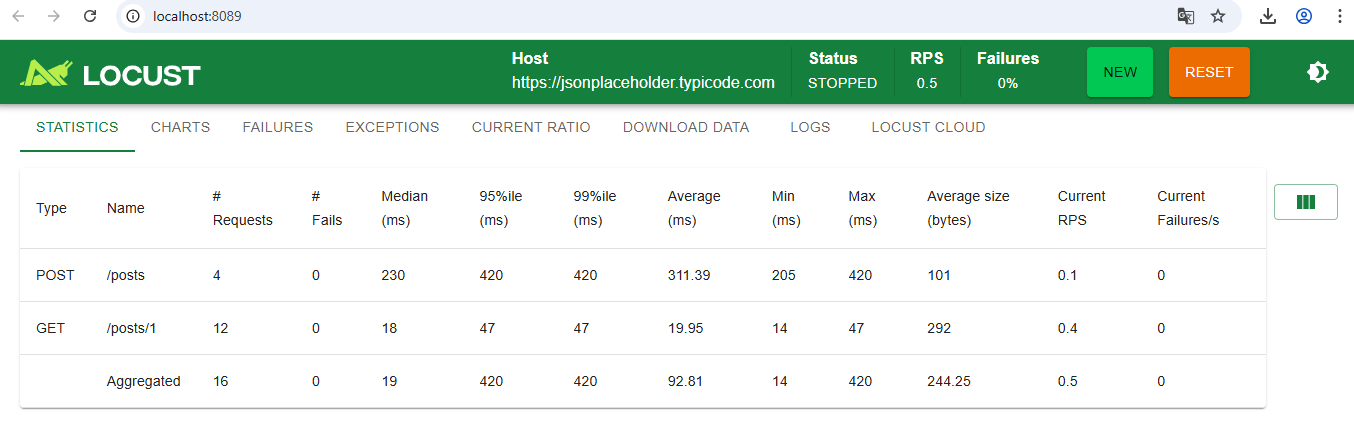 localhost:8089
LOCUST
Host
https://jsonplaceholder.typicode.com
Status
STOPPED
RPS
0.5
Failures
0%
NEW
RESET
STATISTICS CHARTS FAILURES EXCEPTIONS CURRENT RATIO DOWNLOAD DATA LOGS LOCUST CLOUD
Type Name # Requests # Fails Median (ms) 95%ile (ms) 99%ile (ms) Average (ms) Min (ms) Max (ms) Average size (bytes) Current RPS Current Failures/s
POST /posts 4 0 230 420 420 311.39 205 420 101 0.1 0
GET /posts/1 12 0 18 47 47 19.95 14 47 292 0.4 0
Aggregated 16 0 19 420 420 92.81 14 420 244.25 0.5 0